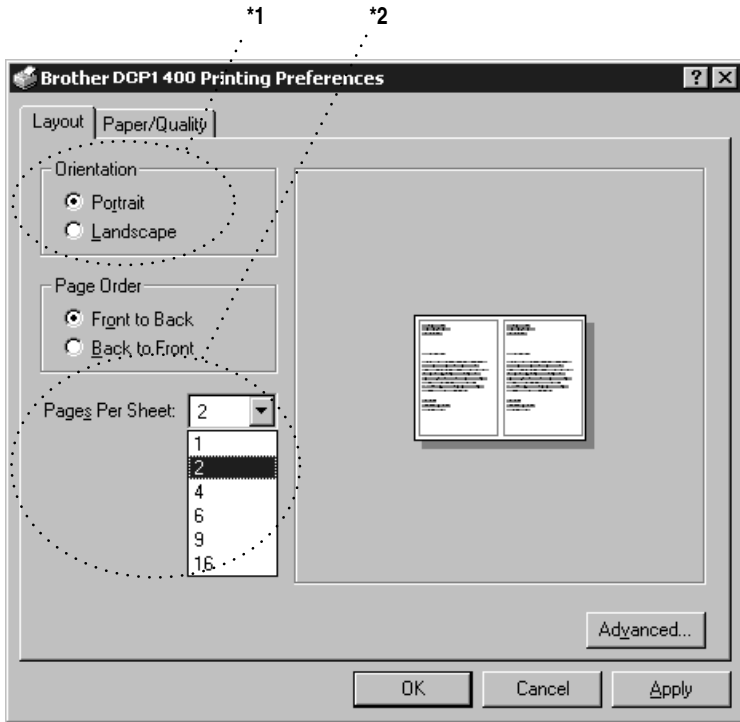 *1 *2
Brother DCP1400 Printing Preferences ? X
Layout Paper/Quality
Orientation
Portrait
Landscape
Page Order
Front to Back
Back to Front
Pages Per Sheet: 2
1
2
4
6
9
16
Advanced...
OK Cancel Apply